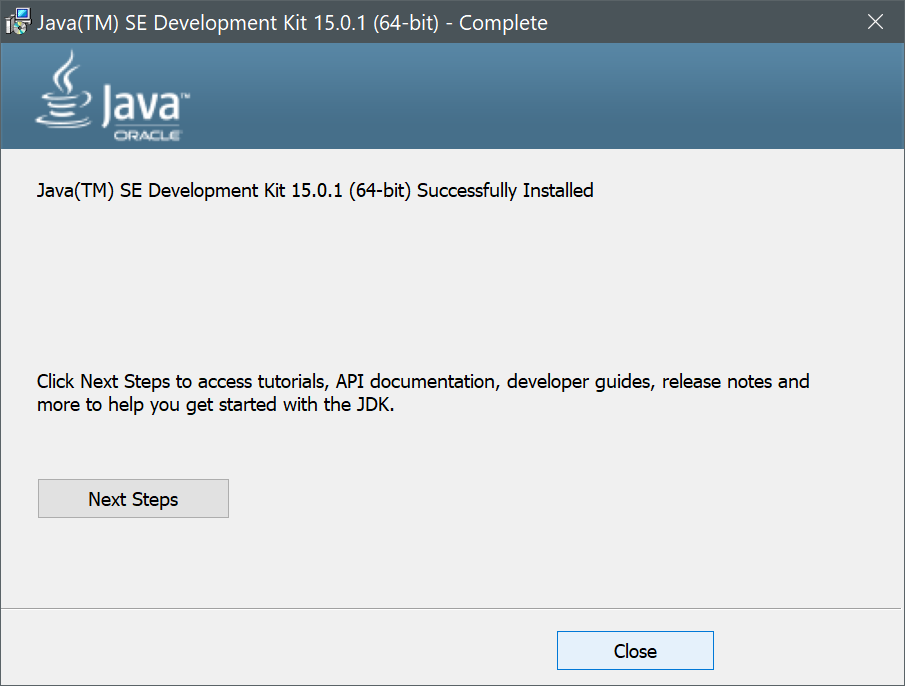 Java(TM) SE Development Kit 15.0.1 (64-bit) - Complete
Java™
ORACLE
Java(TM) SE Development Kit 15.0.1 (64-bit) Successfully Installed
Click Next Steps to access tutorials, API documentation, developer guides, release notes and
more to help you get started with the JDK.
Next Steps
Close